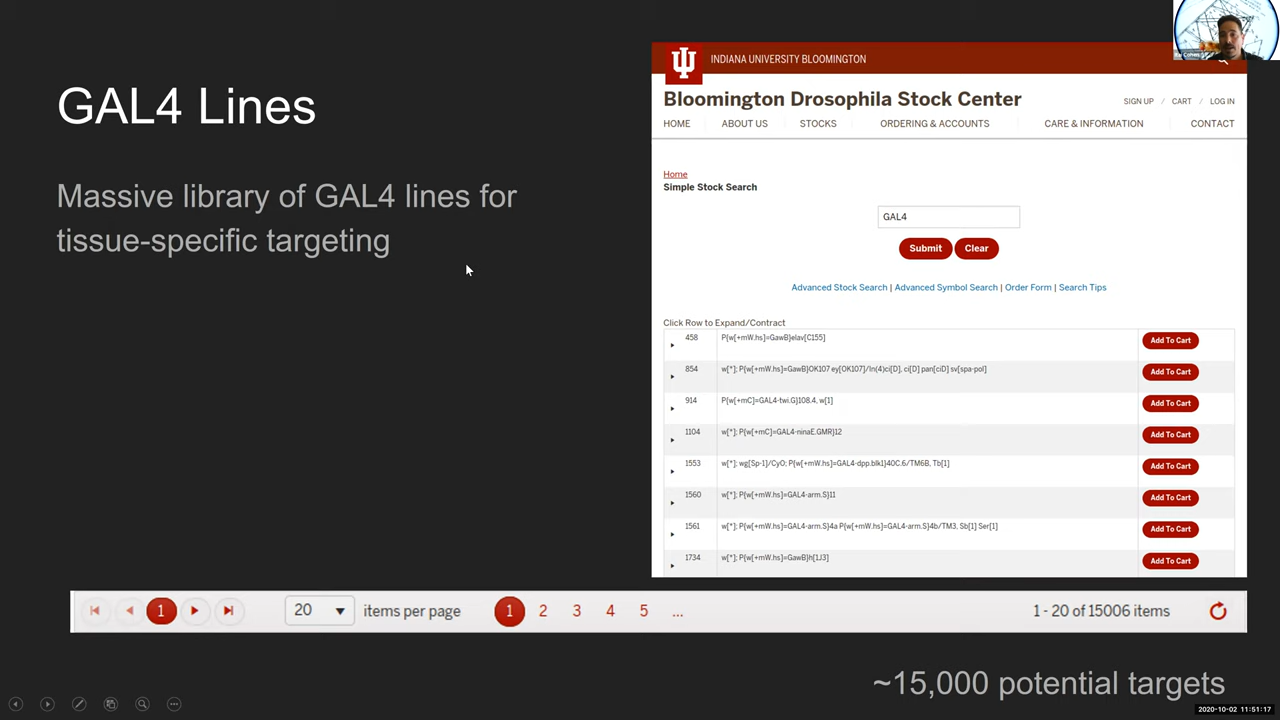 GAL4 Lines
Massive library of GAL4 lines for
tissue-specific targeting
INDIANA UNIVERSITY BLOOMINGTON
Bloomington Drosophila Stock Center
SIGN UP / CART / LOG IN
HOME ABOUT US STOCKS ORDERING & ACCOUNTS CARE & INFORMATION CONTACT
Home
Simple Stock Search
GAL4
Submit Clear
Advanced Stock Search | Advanced Symbol Search | Order Form | Search Tips
Click Row to Expand/Contract
458 P{w[+mW.hs]=GawB}elav[C155] Add To Cart
854 w[*]; P{w[+mW.hs]=GawB}OK107 ey[OK107]/In(4)ci[D], ci[D] pan[ciD] sv[spa-pol] Add To Cart
914 P{w[+mC]=GAL4-twi.G}108.4, w[1] Add To Cart
1104 w[*]; P{w[+mC]=GAL4-ninaE.GMR}12 Add To Cart
1553 w[*]; wg[Sp-1]/CyO; P{w[+mW.hs]=GAL4-dpp.blk1}40C.6/TM6B, Tb[1] Add To Cart
1560 w[*]; P{w[+mW.hs]=GAL4-arm.S}11 Add To Cart
1561 w[*]; P{w[+mW.hs]=GAL4-arm.S}4a P{w[+mW.hs]=GAL4-arm.S}4b/TM3, Sb[1] Ser[1] Add To Cart
1734 w[*]; P{w[+mW.hs]=GawB}h[1J3] Add To Cart
1 20 items per page 1 2 3 4 5 ... 1 - 20 of 15006 items
~15,000 potential targets
2020-10-02 11:51:17